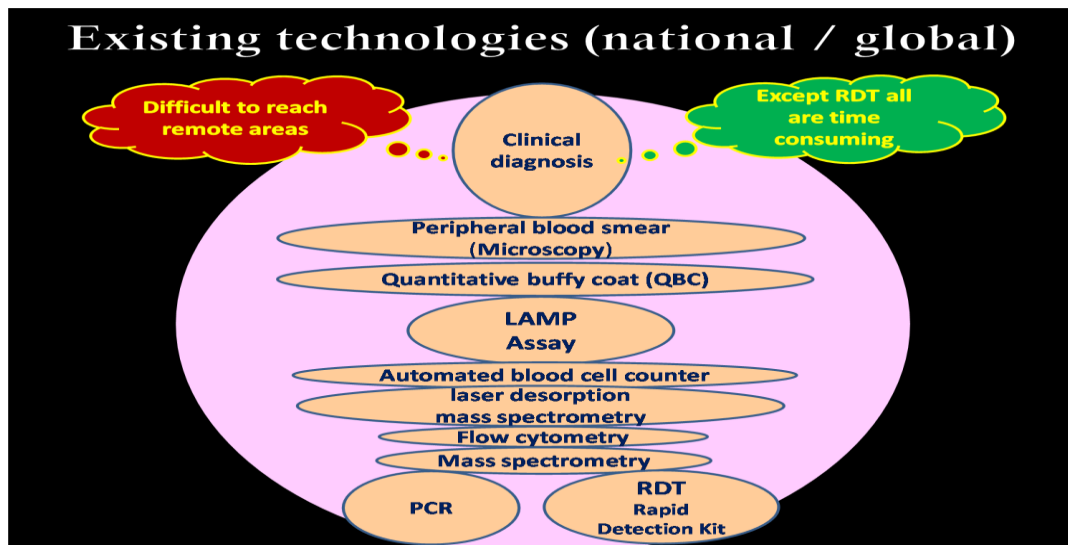 Existing technologies (national / global)
Difficult to reach
remote areas
Except RDT all
are time
consuming
Clinical
diagnosis
Peripheral blood smear
(Microscopy)
Quantitative buffy coat (QBC)
LAMP
Assay
Automated blood cell counter
laser desorption
mass spectrometry
Flow cytometry
Mass spectrometry
PCR
RDT
Rapid
Detection Kit